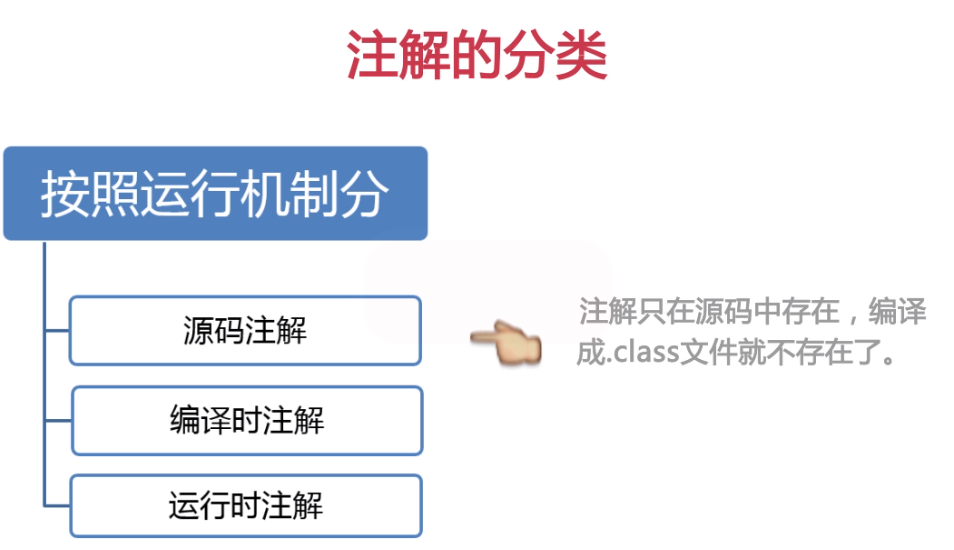 注解的分类
按照运行机制分
源码注解
注解只在源码中存在，编译
成.class文件就不存在了。
编译时注解
运行时注解